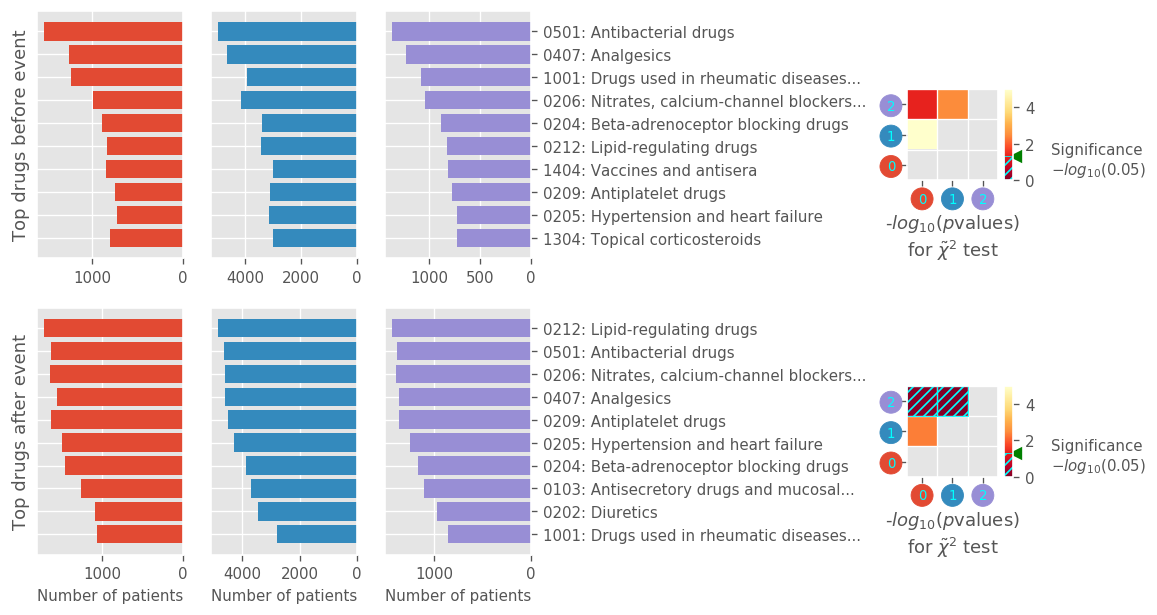 Top drugs before event
0501: Antibacterial drugs
0407: Analgesics
1001: Drugs used in rheumatic diseases...
0206: Nitrates, calcium-channel blockers...
0204: Beta-adrenoceptor blocking drugs
0212: Lipid-regulating drugs
1404: Vaccines and antisera
0209: Antiplatelet drugs
0205: Hypertension and heart failure
1304: Topical corticosteroids
1000 0
4000 2000 0
1000 500 0
2
1
0
0 1 2
4
2
0
Significance
−log₁₀(0.05)
-log₁₀(pvalues)
for χ̃² test
Top drugs after event
0212: Lipid-regulating drugs
0501: Antibacterial drugs
0206: Nitrates, calcium-channel blockers...
0407: Analgesics
0209: Antiplatelet drugs
0205: Hypertension and heart failure
0204: Beta-adrenoceptor blocking drugs
0103: Antisecretory drugs and mucosal...
0202: Diuretics
1001: Drugs used in rheumatic diseases...
1000 0
4000 2000 0
1000 0
Number of patients
Number of patients
Number of patients
2
1
0
0 1 2
4
2
0
Significance
−log₁₀(0.05)
-log₁₀(pvalues)
for χ̃² test